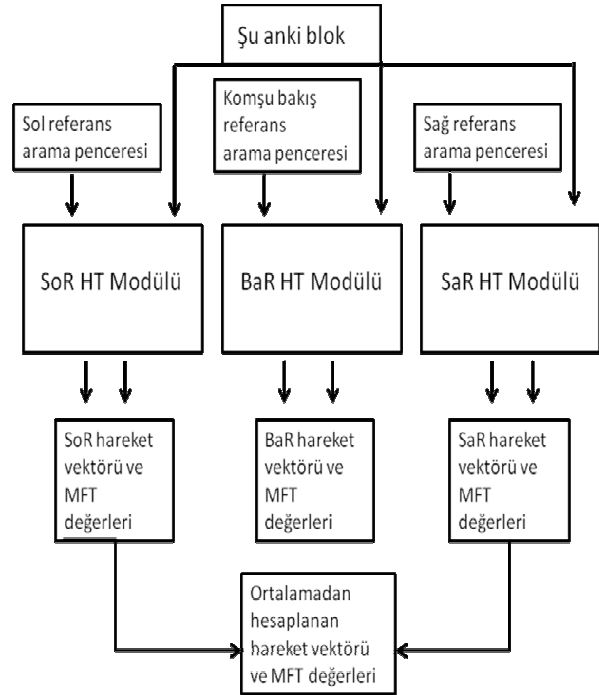 Şu anki blok
Sol referans
arama penceresi
Komşu bakış
referans
arama penceresi
Sağ referans
arama penceresi
SoR HT Modülü
BaR HT Modülü
SaR HT Modülü
SoR hareket
vektörü ve
MFT
değerleri
BaR hareket
vektörü ve
MFT
değerleri
SaR hareket
vektörü ve
MFT
değerleri
Ortalamadan
hesaplanan
hareket vektörü
ve MFT değerleri